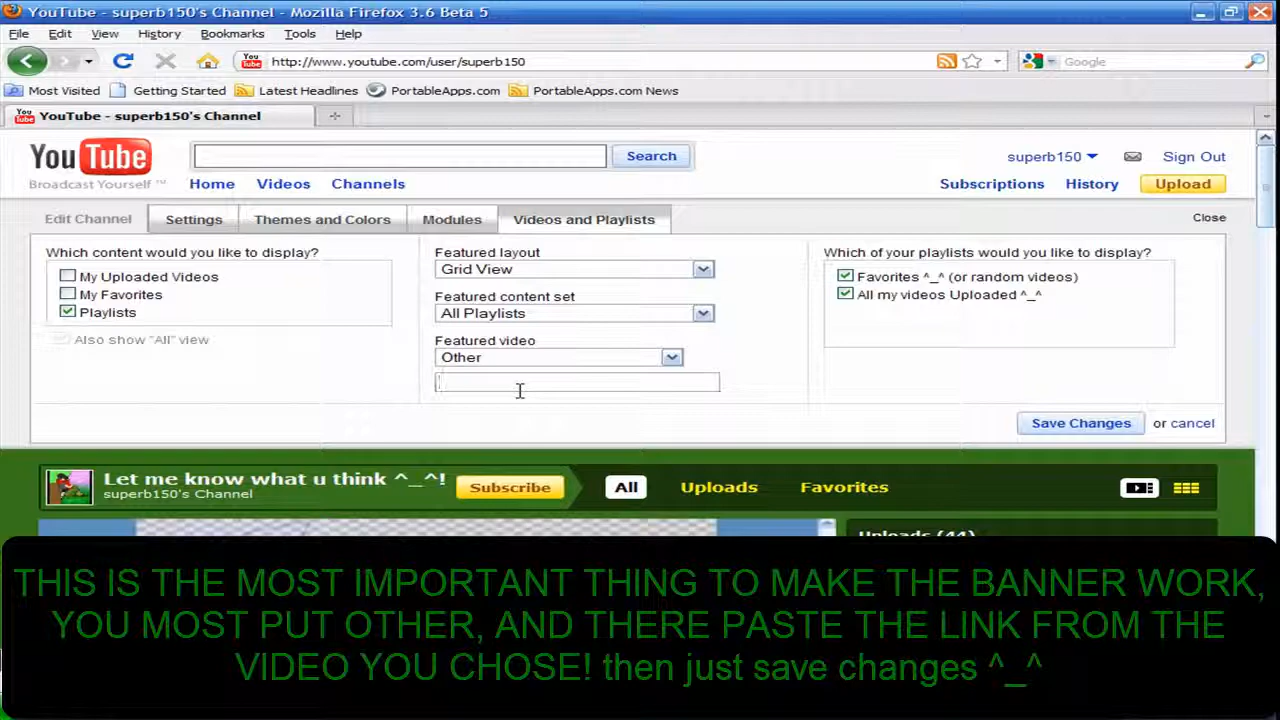 YouTube - superb150's Channel - Mozilla Firefox 3.6 Beta 5
File Edit View History Bookmarks Tools Help
You Tube http://www.youtube.com/user/superb150 Google
Most Visited Getting Started Latest Headlines PortableApps.com PortableApps.com News
You Tube YouTube - superb150's Channel
YouTube Search superb150 Sign Out
Broadcast Yourself ™ Home Videos Channels Subscriptions History Upload
Edit Channel Settings Themes and Colors Modules Videos and Playlists Close
Which content would you like to display? Featured layout Which of your playlists would you like to display?
My Uploaded Videos Grid View Favorites ^_^ (or random videos)
My Favorites Featured content set All my videos Uploaded ^_^
Playlists All Playlists
Also show "All" view Featured video
Other
Save Changes or cancel
Let me know what u think ^_^! Subscribe All Uploads Favorites
superb150's Channel
Uploads (44)
THIS IS THE MOST IMPORTANT THING TO MAKE THE BANNER WORK,
YOU MOST PUT OTHER, AND THERE PASTE THE LINK FROM THE
VIDEO YOU CHOSE! then just save changes ^_^